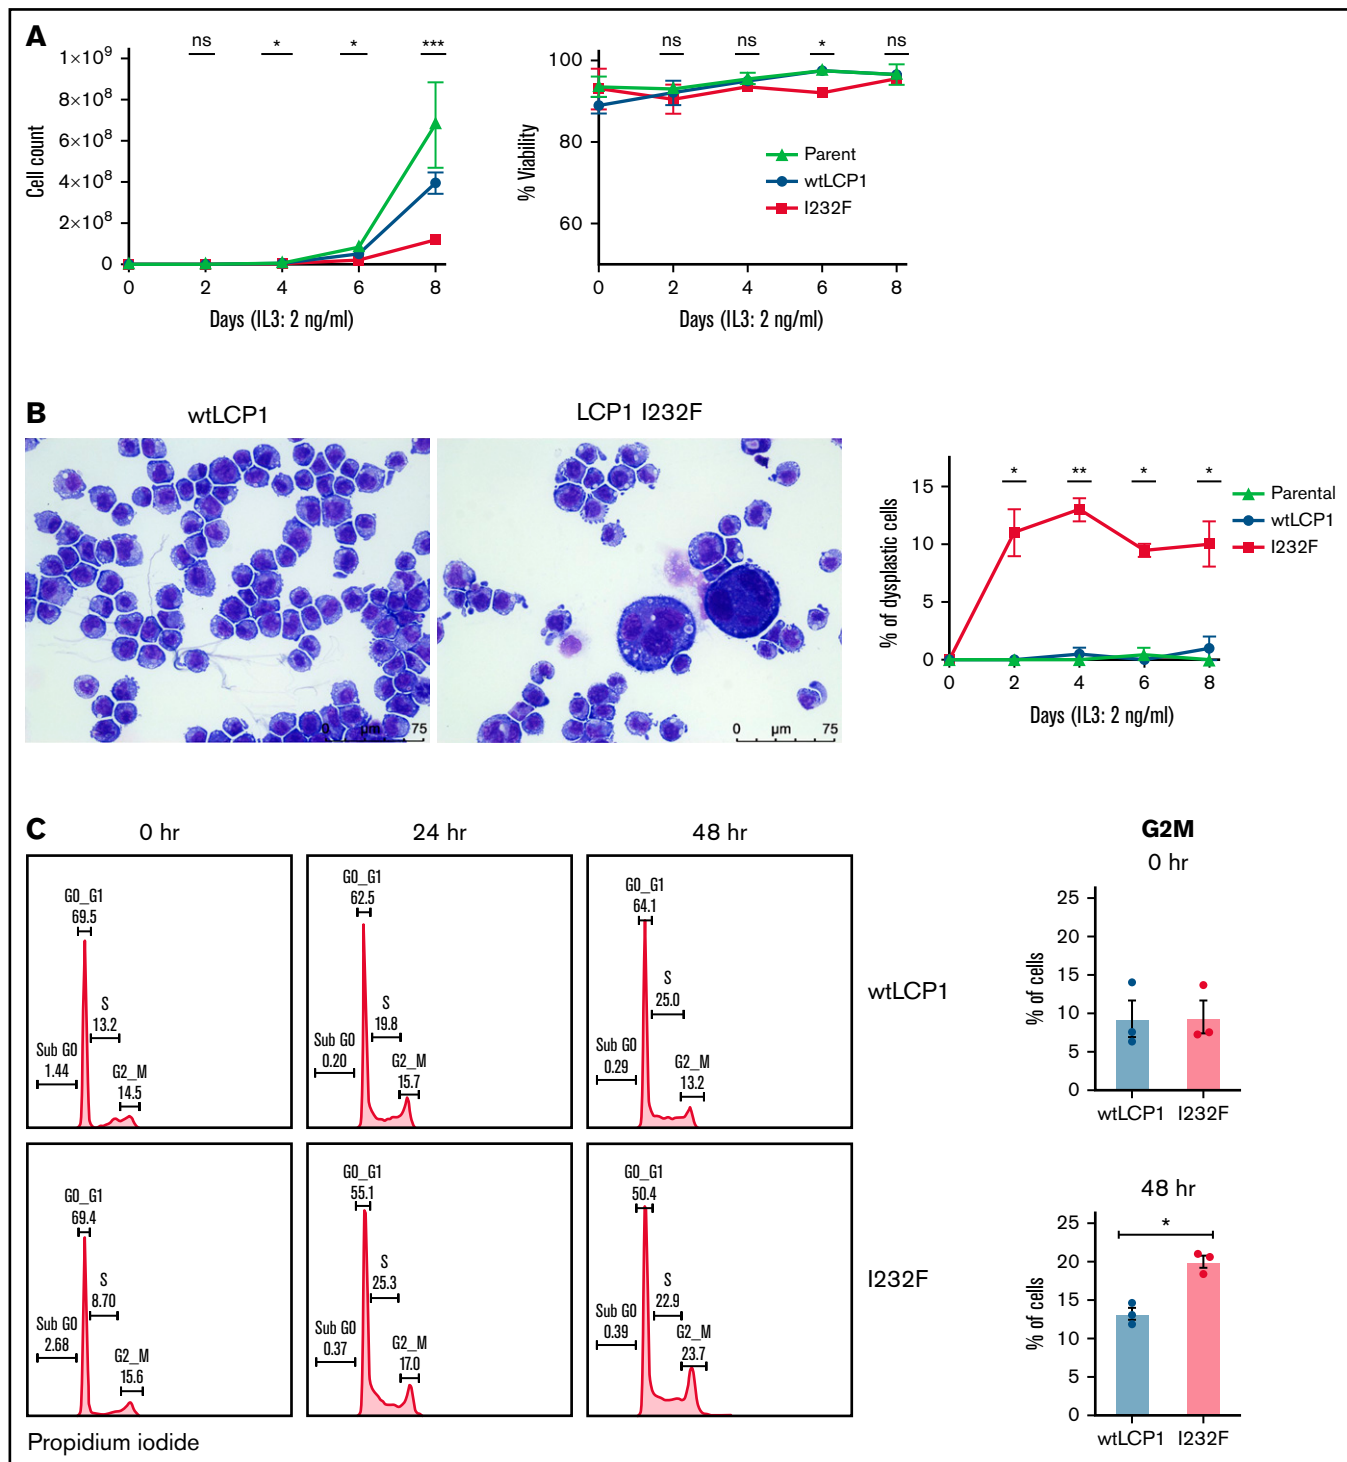 A
ns * * ***
1×10⁹
8×10⁸
6×10⁸
4×10⁸
2×10⁸
0
Cell count
0 2 4 6 8
Days (IL3: 2 ng/ml)
ns ns * ns
100
80
60
% Viability
Parent
wtLCP1
I232F
0 2 4 6 8
Days (IL3: 2 ng/ml)
B
wtLCP1
LCP1 I232F
0 µm 75
0 µm 75
* ** * *
15
10
5
0
% of dysplastic cells
Parental
wtLCP1
I232F
0 2 4 6 8
Days (IL3: 2 ng/ml)
C
0 hr 24 hr 48 hr
G0_G1
69.5
S
13.2
Sub G0
1.44
G2_M
14.5
G0_G1
62.5
S
19.8
Sub G0
0.20
G2_M
15.7
G0_G1
64.1
S
25.0
Sub G0
0.29
G2_M
13.2
wtLCP1
G0_G1
69.4
S
8.70
Sub G0
2.68
G2_M
15.6
G0_G1
55.1
S
25.3
Sub G0
0.37
G2_M
17.0
G0_G1
50.4
S
22.9
Sub G0
0.39
G2_M
23.7
I232F
Propidium iodide
G2M
0 hr
25
20
15
10
5
0
% of cells
wtLCP1 I232F
48 hr
*
25
20
15
10
5
0
% of cells
wtLCP1 I232F